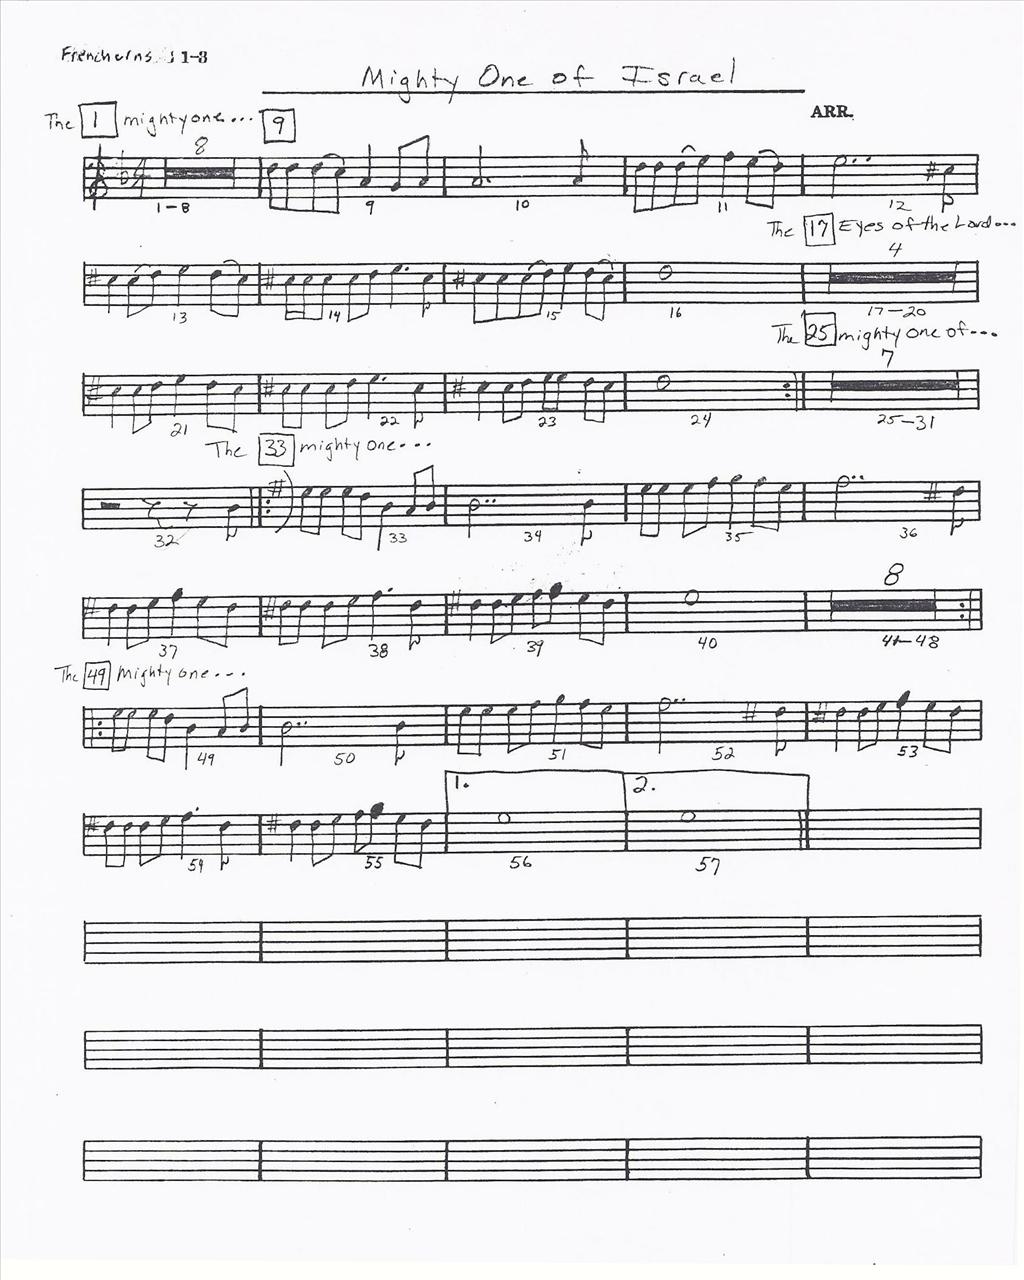 Frenchorns 1-3
Mighty One of Israel
ARR.
The 1 mightyone... 9
8
1-8 9 10 11 12
The 17 Eyes of the Lord...
4
13 14 15 16 17-20
The 25 mighty one of...
7
21 22 23 24 25-31
The 33 mighty one...
32 33 34 35 36
8
37 38 39 40 41-48
The 49 Mighty one...
49 50 51 52 53
1. 2.
54 55 56 57